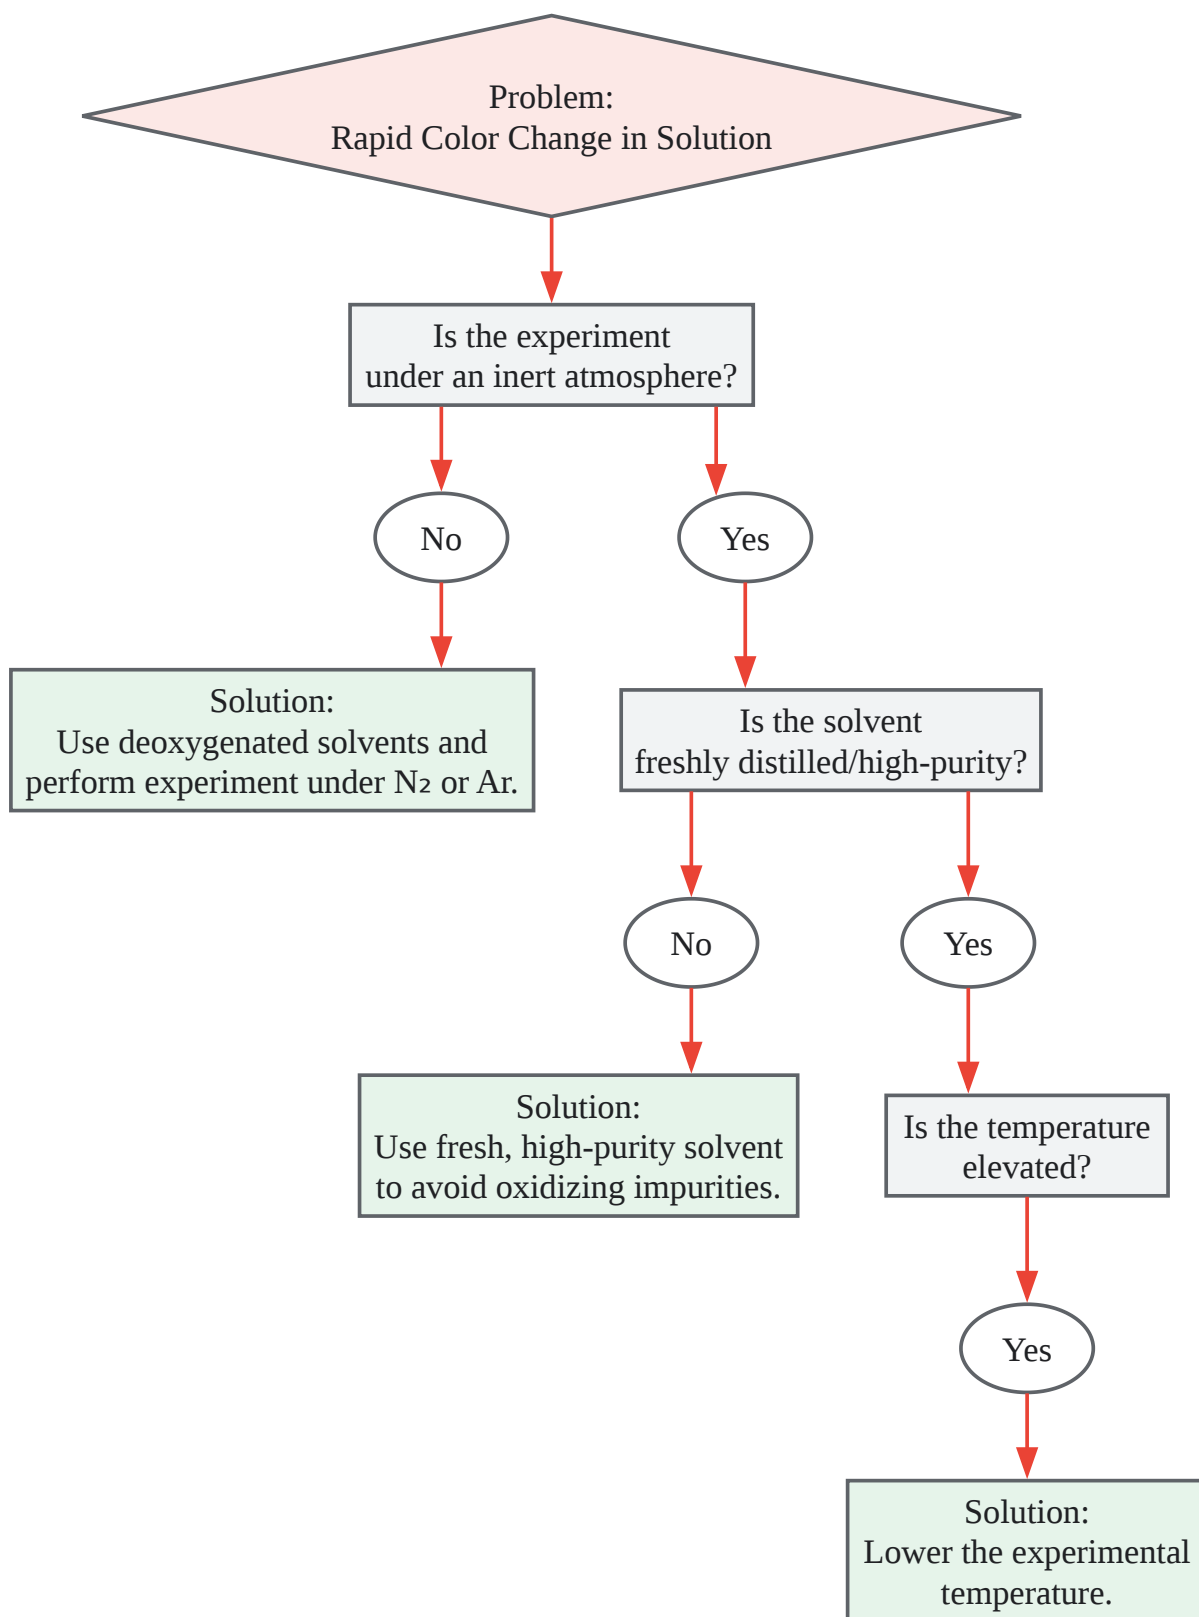 Problem:
Rapid Color Change in Solution
Is the experiment
under an inert atmosphere?
No
Yes
Solution:
Use deoxygenated solvents and
perform experiment under N₂ or Ar.
Is the solvent
freshly distilled/high-purity?
No
Yes
Solution:
Use fresh, high-purity solvent
to avoid oxidizing impurities.
Is the temperature
elevated?
Yes
Solution:
Lower the experimental
temperature.